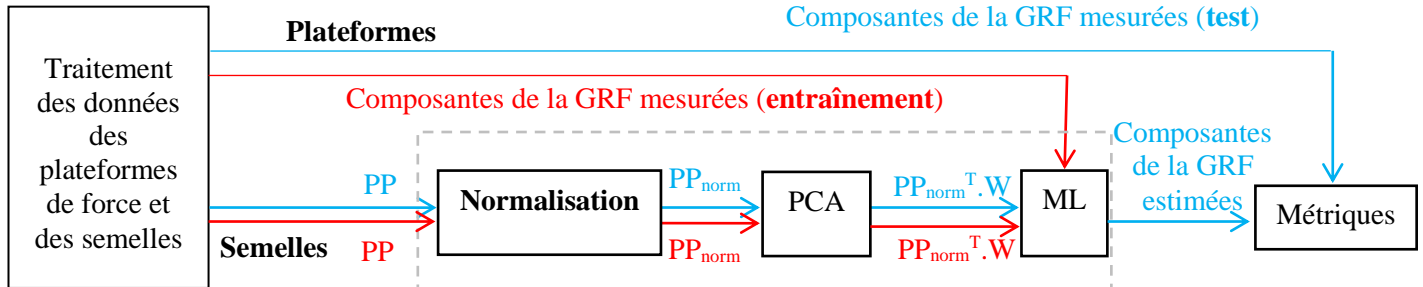 Composantes de la GRF mesurées (test)
Plateformes
Traitement
des données
des
plateformes
de force et
des semelles
Composantes de la GRF mesurées (entraînement)
Composantes
de la GRF
estimées
PP
Normalisation
PPnorm
PCA
PPnormT.W
ML
Métriques
Semelles
PP
PPnorm
PPnormT.W